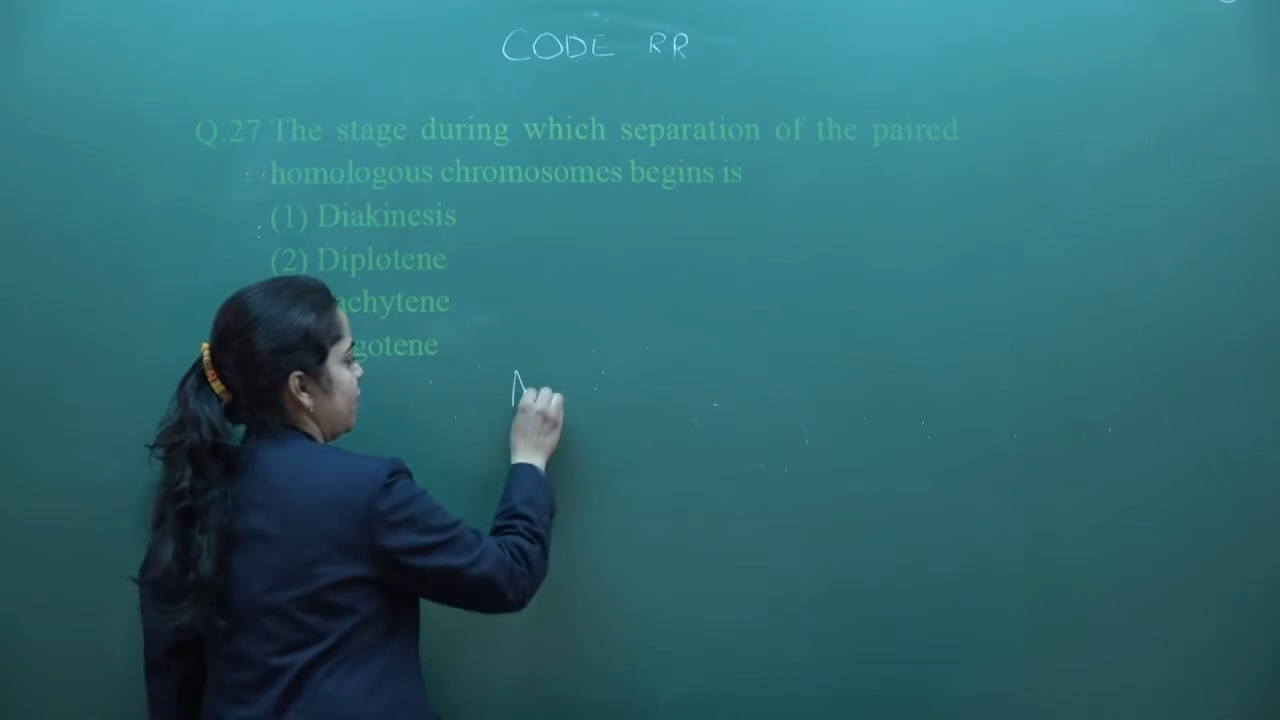 CODE RR
Q.27 The stage during which separation of the paired
homologous chromosomes begins is
(1) Diakinesis
(2) Diplotene
achytene
gotene